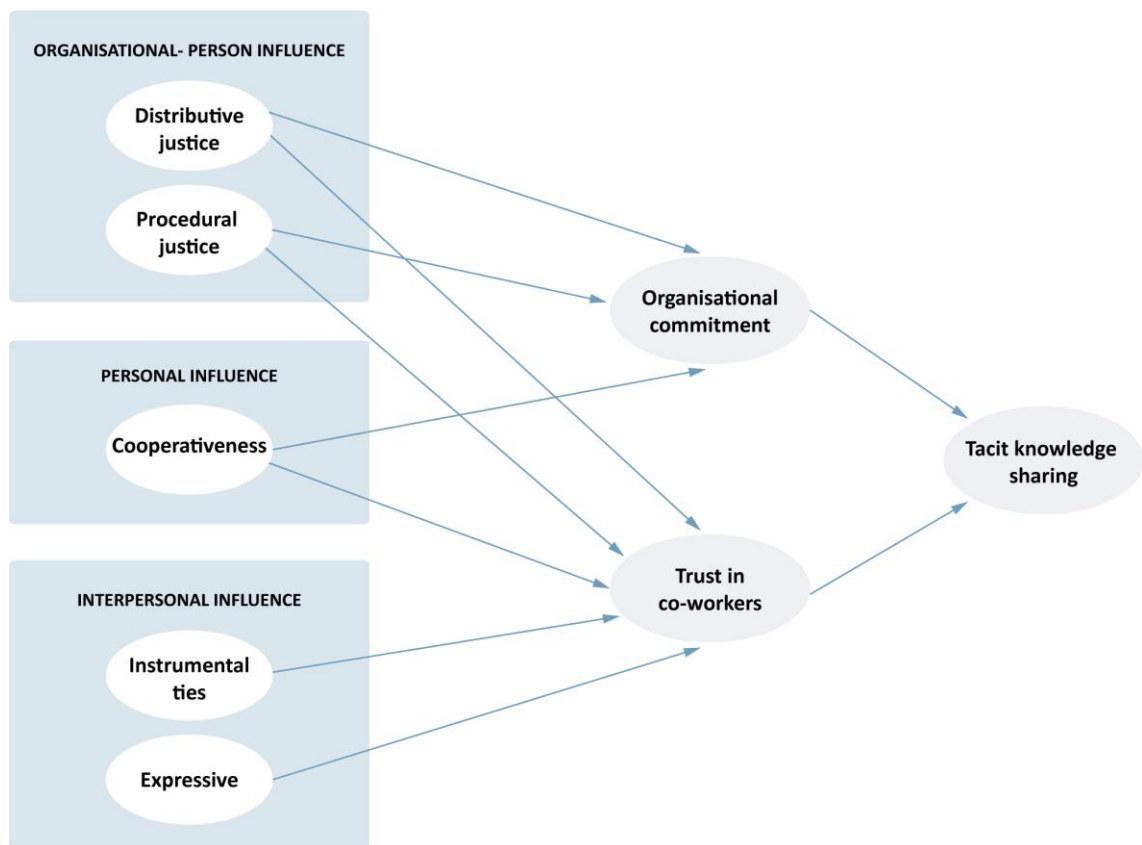 ORGANISATIONAL- PERSON INFLUENCE
Distributive
justice
Procedural
justice
Organisational
commitment
PERSONAL INFLUENCE
Cooperativeness
Tacit knowledge
sharing
Trust in
co-workers
INTERPERSONAL INFLUENCE
Instrumental
ties
Expressive